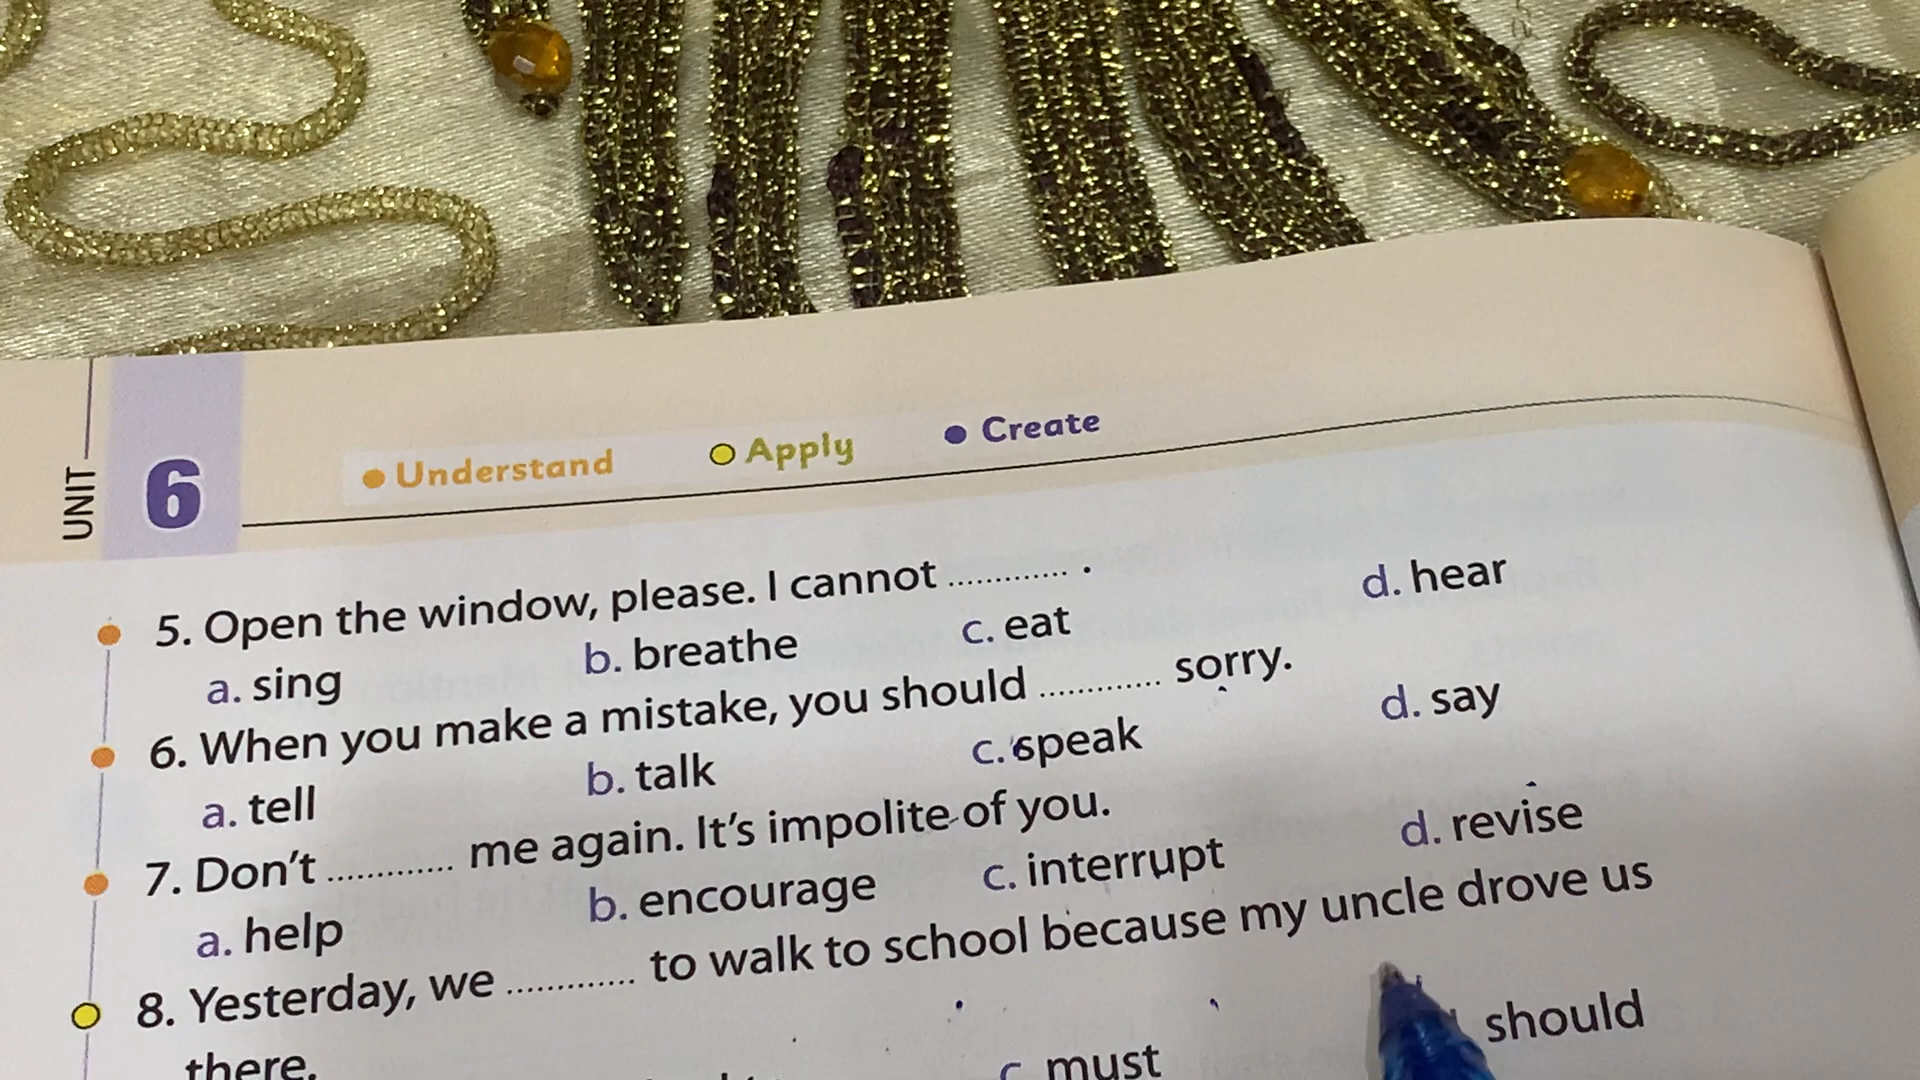 UNIT 6
Understand Apply Create
5. Open the window, please. I cannot ............. .
a. sing b. breathe c. eat d. hear
6. When you make a mistake, you should ............. sorry.
a. tell b. talk c. speak d. say
7. Don't ............. me again. It's impolite of you.
a. help b. encourage c. interrupt d. revise
8. Yesterday, we ............. to walk to school because my uncle drove us
there.
c. must should